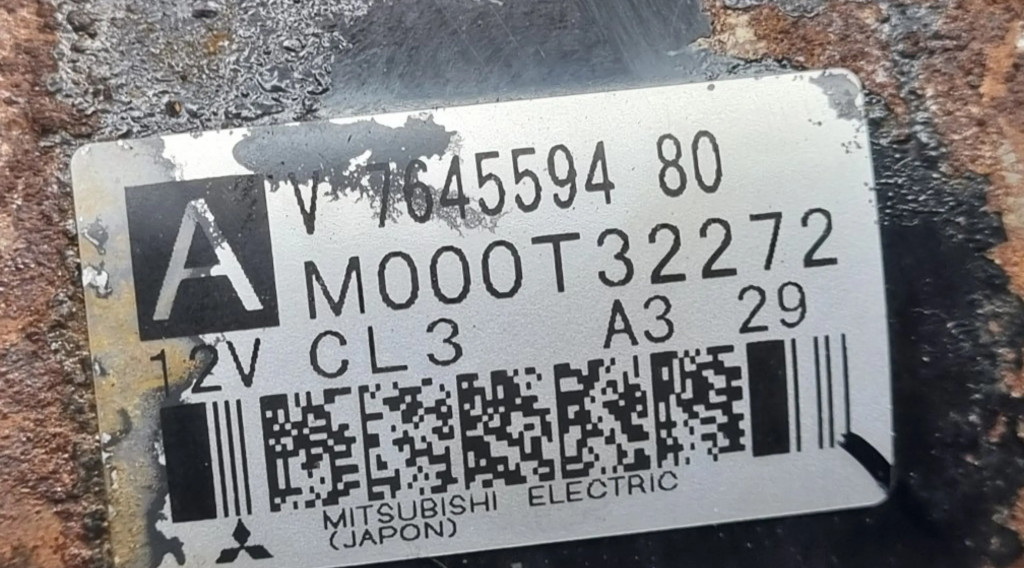 A
V 7645594 80
M000T32272
12V CL3 A3 29
MITSUBISHI ELECTRIC
(JAPON)